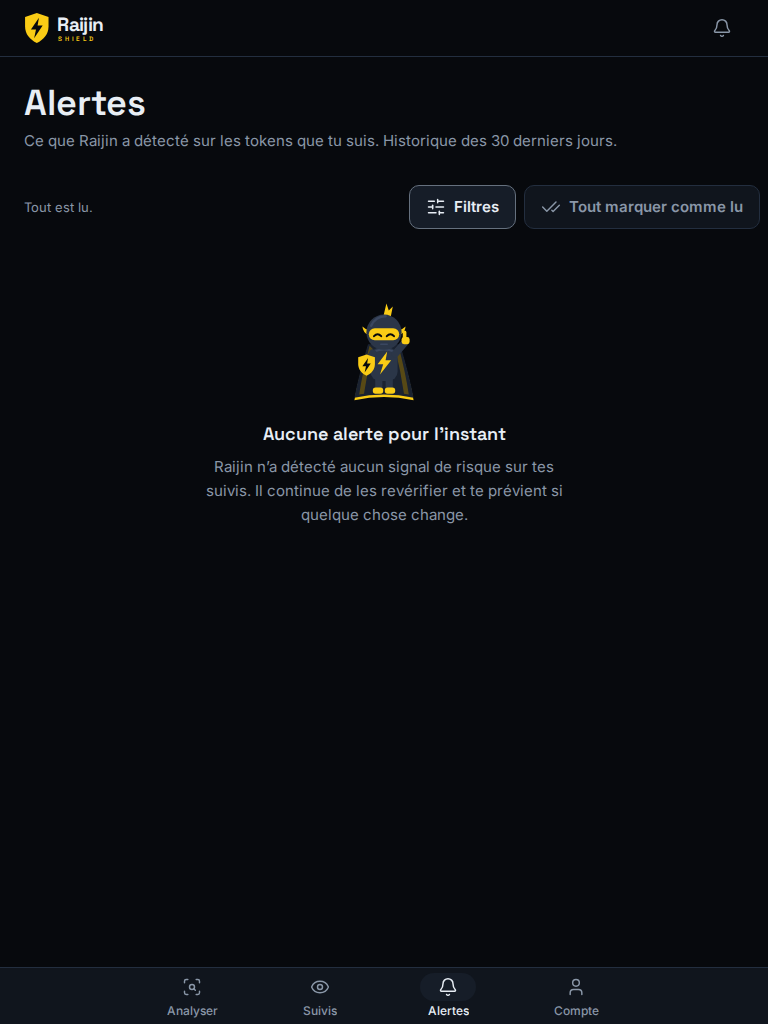 Raijin
SHIELD
Alertes
Ce que Raijin a détecté sur les tokens que tu suis. Historique des 30 derniers jours.
Tout est lu.
Filtres
Tout marquer comme lu
Aucune alerte pour l’instant
Raijin n’a détecté aucun signal de risque sur tes
suivis. Il continue de les revérifier et te prévient si
quelque chose change.
Analyser
Suivis
Alertes
Compte